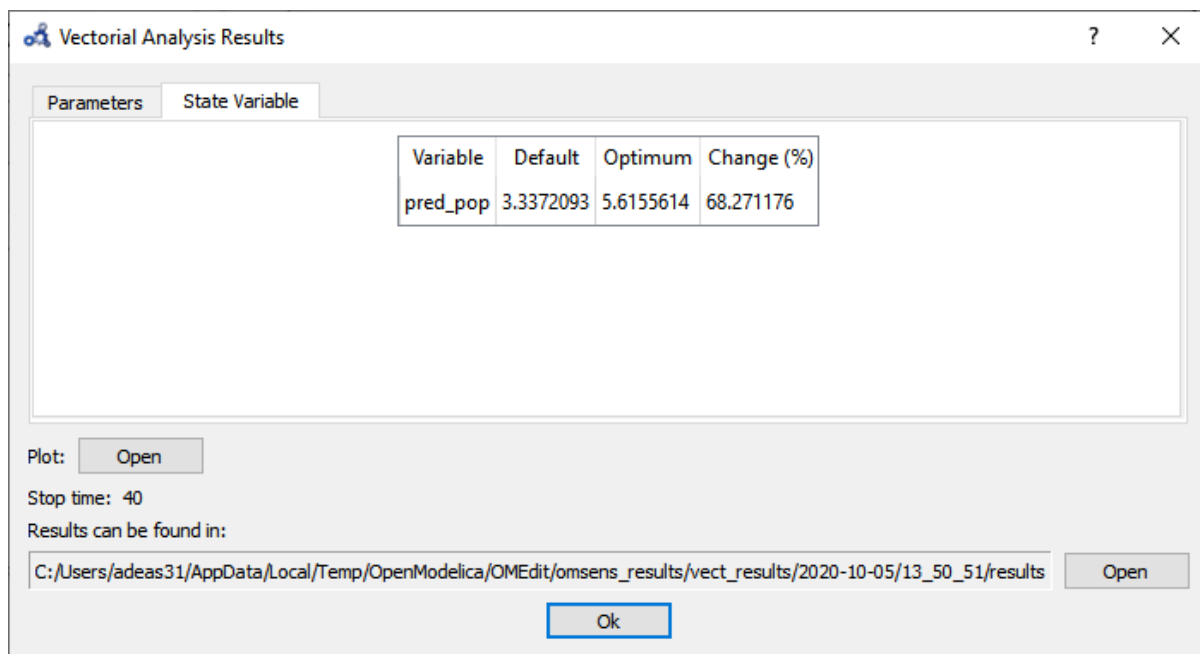 Vectorial Analysis Results ?
Parameters State Variable
Variable Default Optimum Change (%)
pred_pop 3.3372093 5.6155614 68.271176
Plot: Open
Stop time: 40
Results can be found in:
C:/Users/adeas31/AppData/Local/Temp/OpenModelica/OMEdit/omsens_results/vect_results/2020-10-05/13_50_51/results Open
Ok